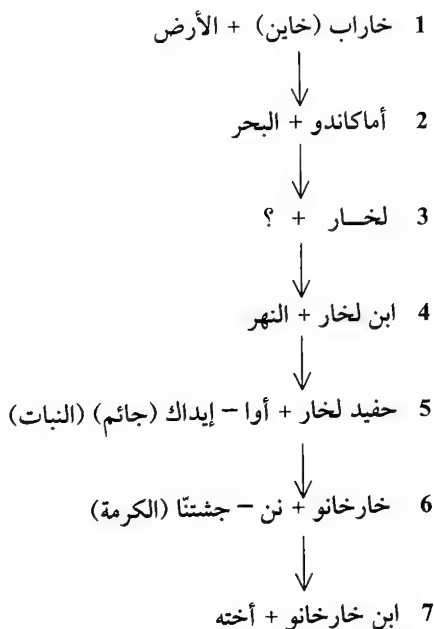 1 خاراب (خاين) + الأرض
2 أماكاندو + البحر
3 لخـــار + ؟
4 ابن لخار + النهر
5 حفيد لخار + أوا – إيداك (جائم) (النبات)
6 خارخانو + نن – جشتنّا (الكرمة)
7 ابن خارخانو + أخته